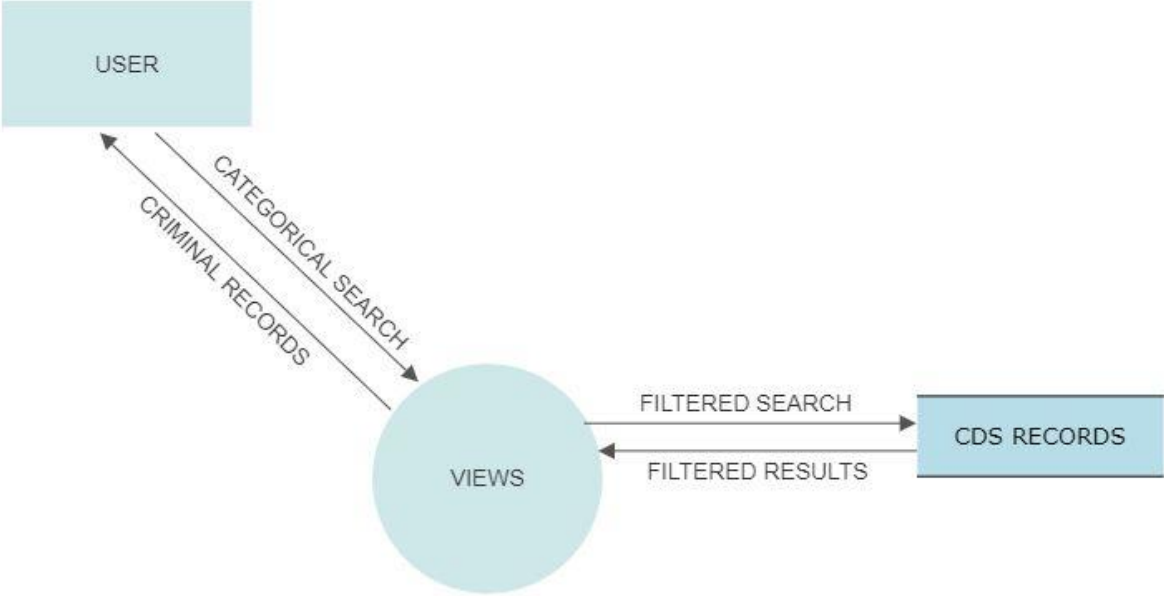 USER
CATEGORICAL SEARCH
CRIMINAL RECORDS
FILTERED SEARCH
CDS RECORDS
FILTERED RESULTS
VIEWS